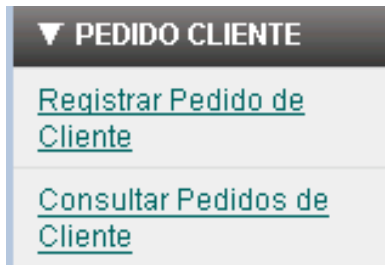 ▼ PEDIDO CLIENTE
Registrar Pedido de
Cliente
Consultar Pedidos de
Cliente